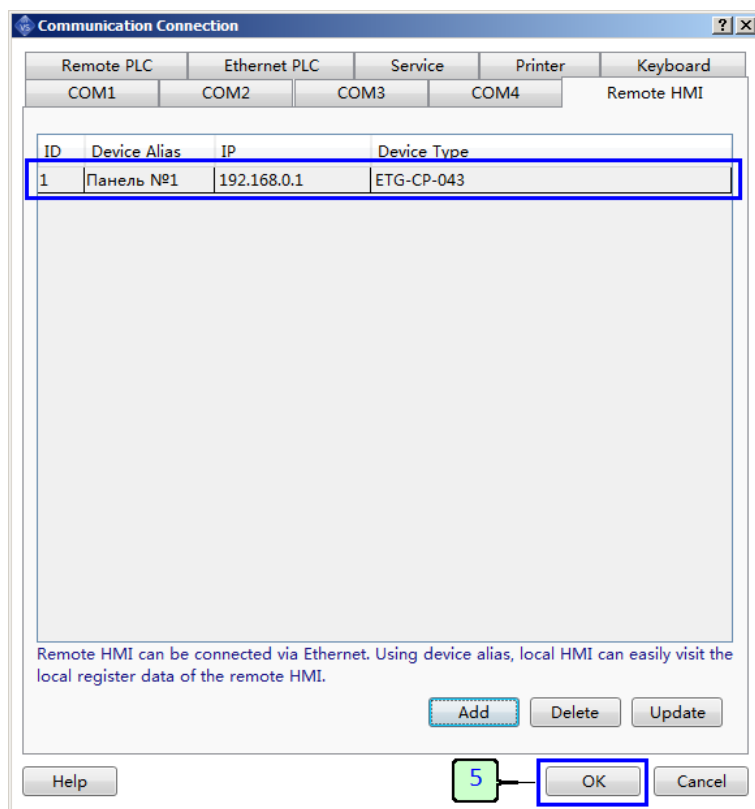 Communication Connection
Remote PLC Ethernet PLC Service Printer Keyboard
COM1 COM2 COM3 COM4 Remote HMI
ID Device Alias IP Device Type
1 Панель №1 192.168.0.1 ETG-CP-043
Remote HMI can be connected via Ethernet. Using device alias, local HMI can easily visit the
local register data of the remote HMI.
Add Delete Update
Help 5 OK Cancel